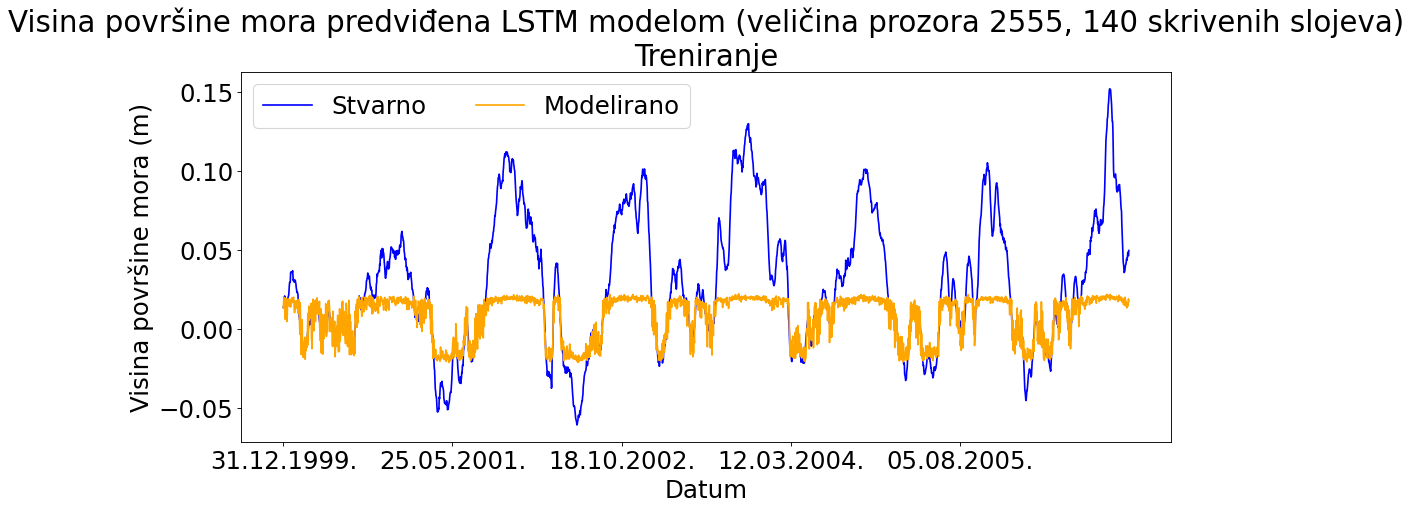 Visina površine mora predviđena LSTM modelom (veličina prozora 2555, 140 skrivenih slojeva)
Treniranje
Stvarno
Modelirano
Visina površine mora (m)
0.15
0.10
0.05
0.00
−0.05
31.12.1999.
25.05.2001.
18.10.2002.
12.03.2004.
05.08.2005.
Datum